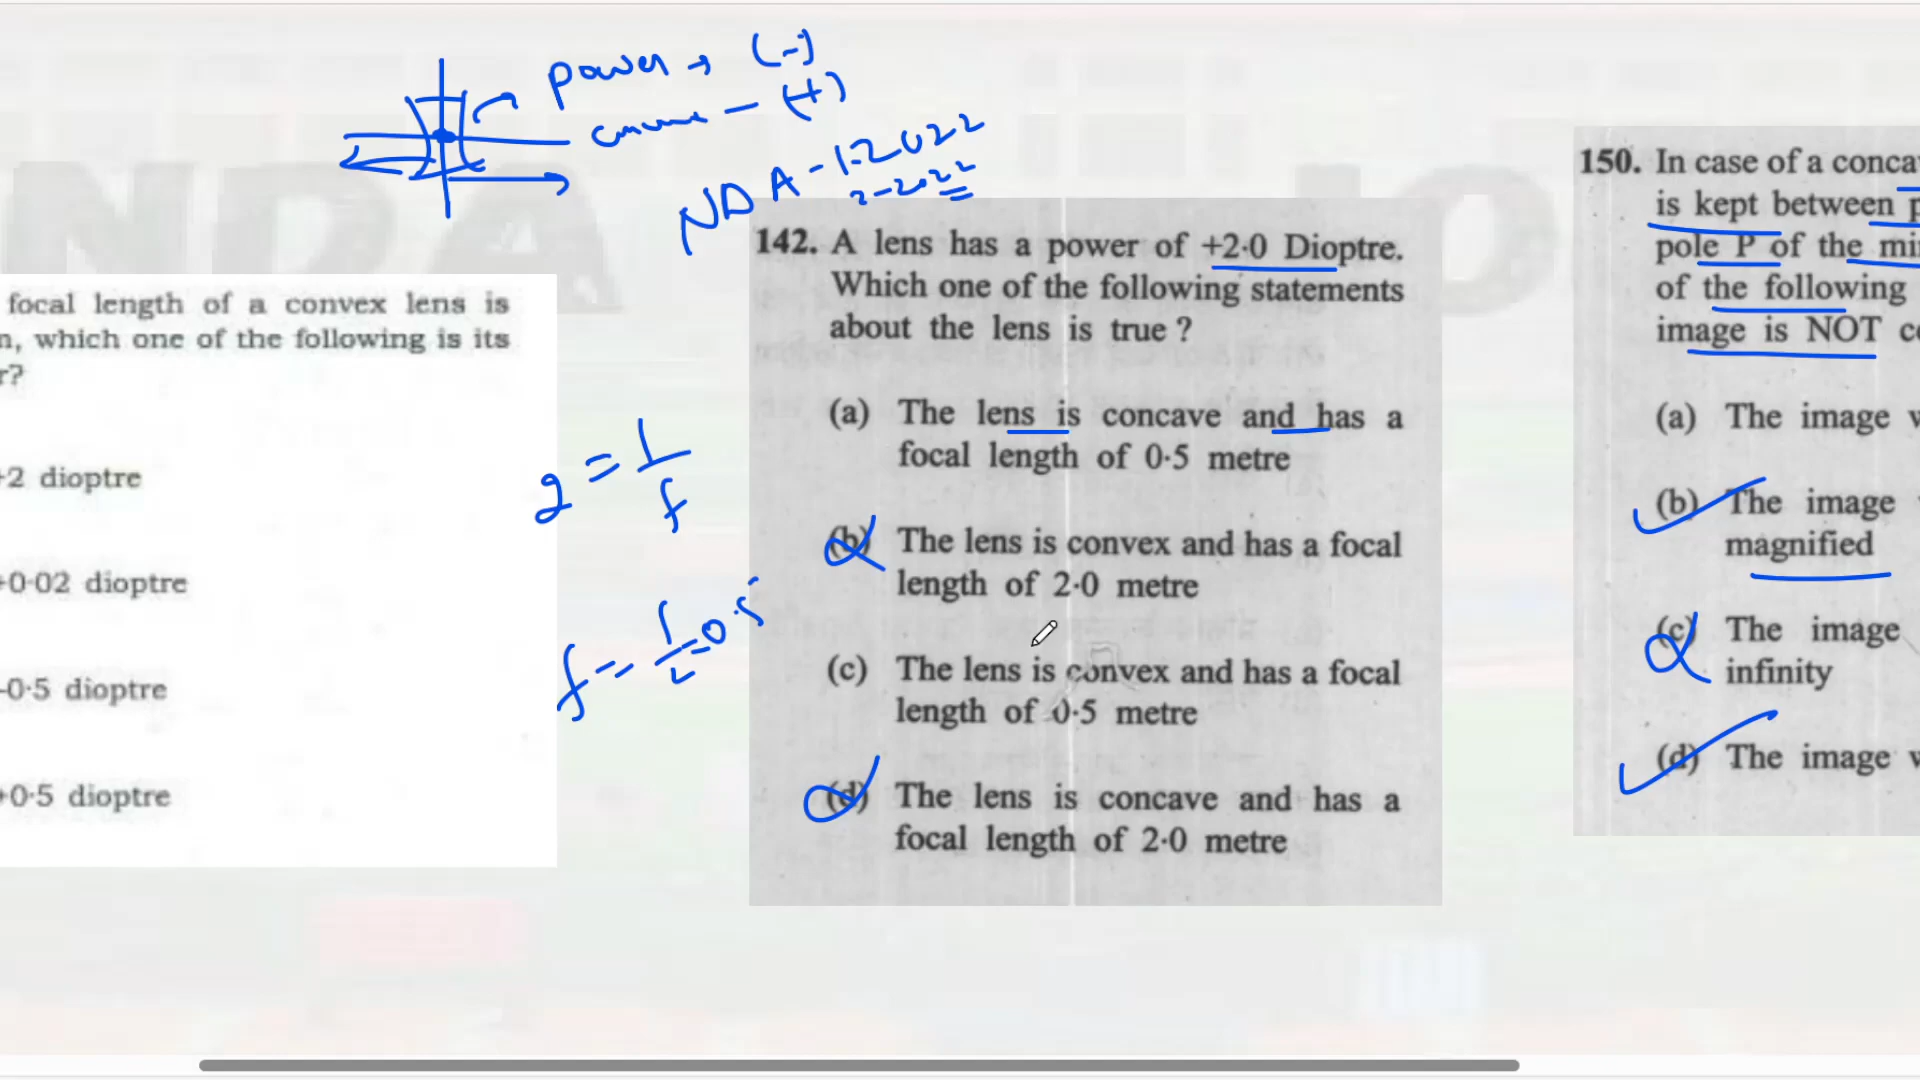 power → (-)
concave — (+)
NDA-1-2022
2-2022
NDA
focal length of a convex lens is
, which one of the following is its
r?
2 dioptre
0·02 dioptre
-0·5 dioptre
+0·5 dioptre
2 = 1/f
f = 1/2 = 0.5
142. A lens has a power of +2·0 Dioptre.
Which one of the following statements
about the lens is true ?
(a) The lens is concave and has a
focal length of 0·5 metre
(b) The lens is convex and has a focal
length of 2·0 metre
(c) The lens is convex and has a focal
length of 0·5 metre
(d) The lens is concave and has a
focal length of 2·0 metre
150. In case of a conca
is kept between p
pole P of the mi
of the following
image is NOT c
(a) The image
(b) The image
magnified
(c) The image
infinity
(d) The image